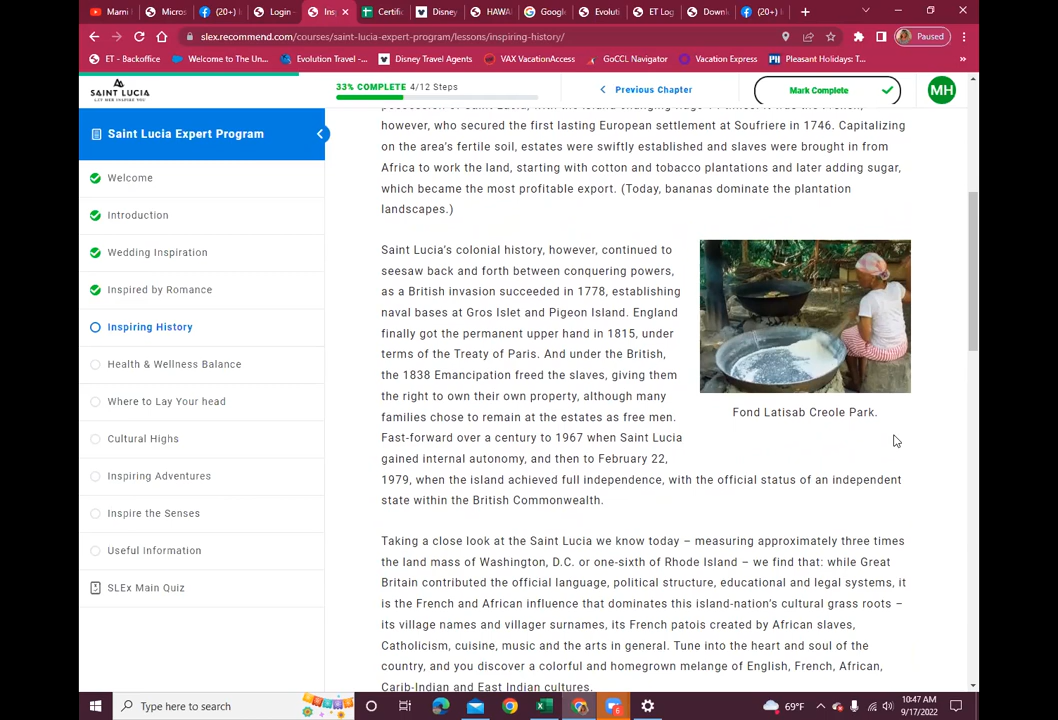 Marni
Micros
(20+)
Login -
Ins
Certific
Disney
HAWAI
Google
Evoluti
ET Log
Downl
(20+)
slex.recommend.com/courses/saint-lucia-expert-program/lessons/inspiring-history/
Paused
ET - Backoffice
Welcome to The Un...
Evolution Travel -...
Disney Travel Agents
VAX VacationAccess
GoCCL Navigator
Vacation Express
Pleasant Holidays: T...
SAINT LUCIA
LET HER INSPIRE YOU
33% COMPLETE 4/12 Steps
Previous Chapter
Mark Complete
MH
Saint Lucia Expert Program
Welcome
Introduction
Wedding Inspiration
Inspired by Romance
Inspiring History
Health & Wellness Balance
Where to Lay Your head
Cultural Highs
Inspiring Adventures
Inspire the Senses
Useful Information
SLEx Main Quiz
however, who secured the first lasting European settlement at Soufriere in 1746. Capitalizing
on the area's fertile soil, estates were swiftly established and slaves were brought in from
Africa to work the land, starting with cotton and tobacco plantations and later adding sugar,
which became the most profitable export. (Today, bananas dominate the plantation
landscapes.)
Saint Lucia's colonial history, however, continued to
seesaw back and forth between conquering powers,
as a British invasion succeeded in 1778, establishing
naval bases at Gros Islet and Pigeon Island. England
finally got the permanent upper hand in 1815, under
terms of the Treaty of Paris. And under the British,
the 1838 Emancipation freed the slaves, giving them
the right to own their own property, although many
families chose to remain at the estates as free men.
Fast-forward over a century to 1967 when Saint Lucia
gained internal autonomy, and then to February 22,
1979, when the island achieved full independence, with the official status of an independent
state within the British Commonwealth.
Fond Latisab Creole Park.
Taking a close look at the Saint Lucia we know today – measuring approximately three times
the land mass of Washington, D.C. or one-sixth of Rhode Island – we find that: while Great
Britain contributed the official language, political structure, educational and legal systems, it
is the French and African influence that dominates this island-nation's cultural grass roots –
its village names and villager surnames, its French patois created by African slaves,
Catholicism, cuisine, music and the arts in general. Tune into the heart and soul of the
country, and you discover a colorful and homegrown melange of English, French, African,
Carib-Indian and East Indian cultures.
Type here to search
69°F
10:47 AM
9/17/2022